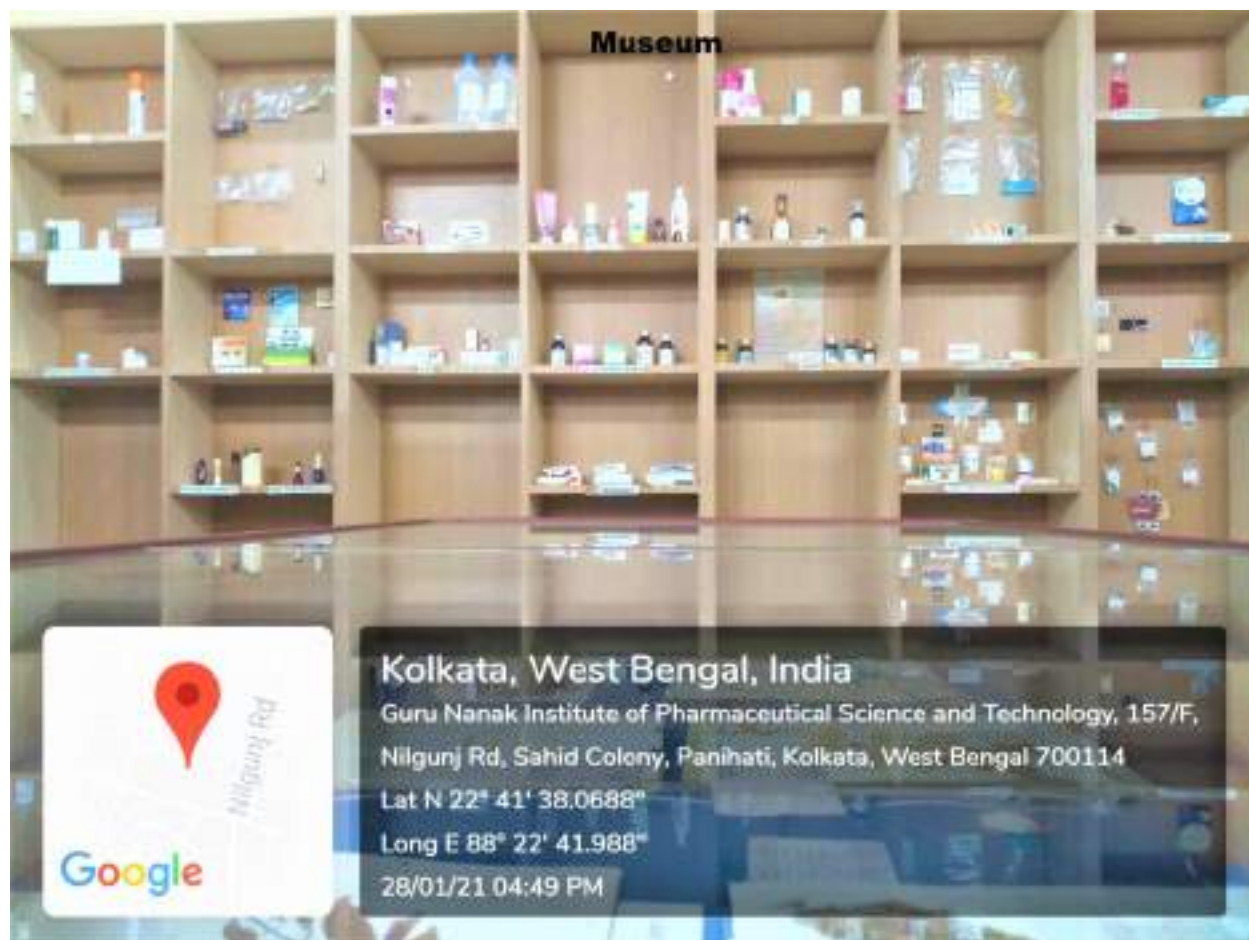 Museum
Kolkata, West Bengal, India
Guru Nanak Institute of Pharmaceutical Science and Technology, 157/F,
Nilgunj Rd, Sahid Colony, Panihati, Kolkata, West Bengal 700114
Lat N 22° 41' 38.0688"
Long E 88° 22' 41.988"
28/01/21 04:49 PM
Nilgunj Rd
Google